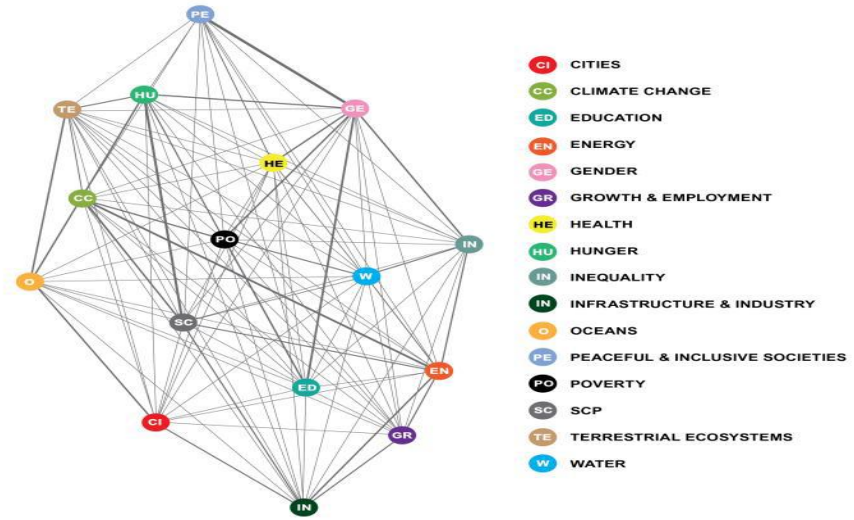 PE
HU
TE
GE
HE
CC
PO
IN
W
O
SC
EN
ED
CI
GR
IN
CI CITIES
CC CLIMATE CHANGE
ED EDUCATION
EN ENERGY
GE GENDER
GR GROWTH & EMPLOYMENT
HE HEALTH
HU HUNGER
IN INEQUALITY
IN INFRASTRUCTURE & INDUSTRY
O OCEANS
PE PEACEFUL & INCLUSIVE SOCIETIES
PO POVERTY
SC SCP
TE TERRESTRIAL ECOSYSTEMS
W WATER